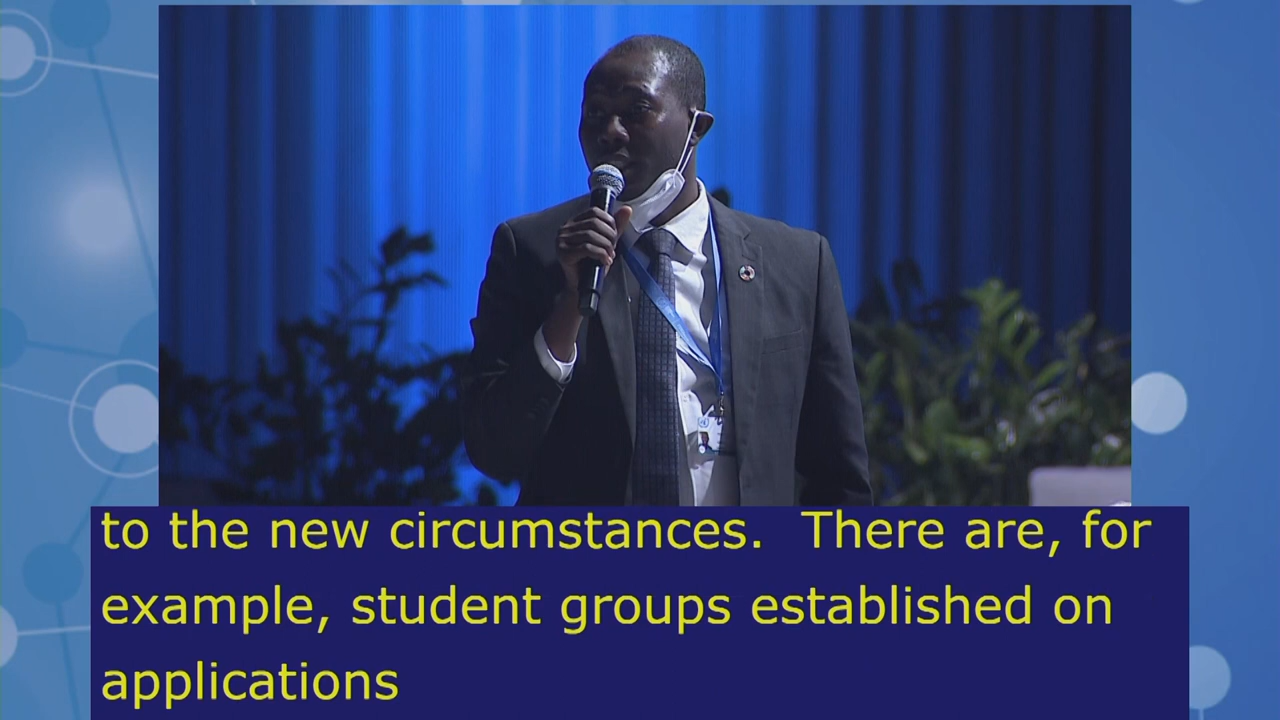 to the new circumstances.  There are, for
example, student groups established on
applications